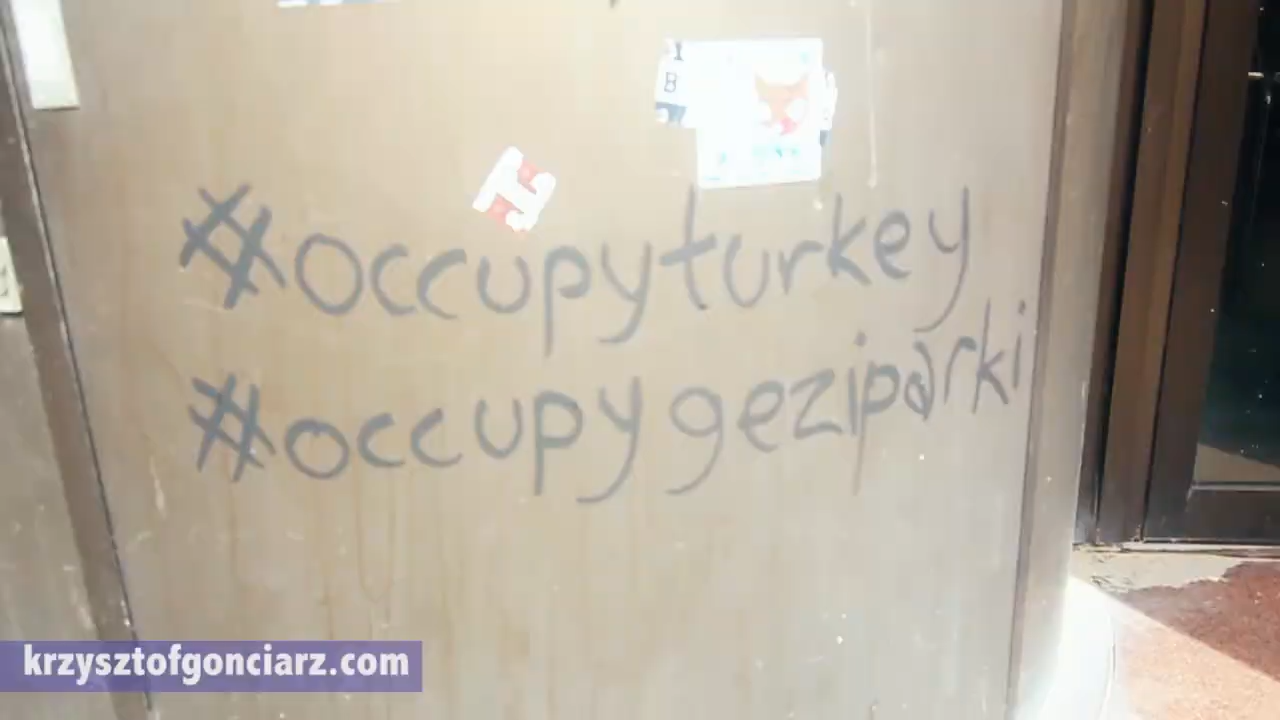 I
B
H
#occupyturkey
#occupygeziparki
krzysztofgonciarz.com